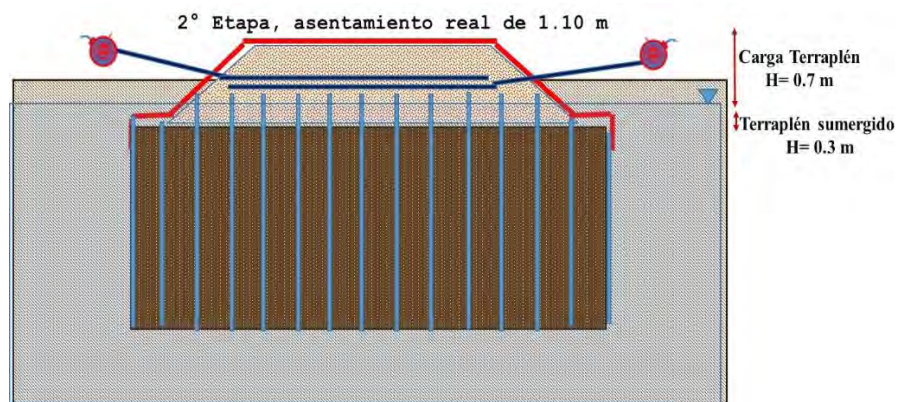 2° Etapa, asentamiento real de 1.10 m
Carga Terraplén
H= 0.7 m
Terraplén sumergido
H= 0.3 m